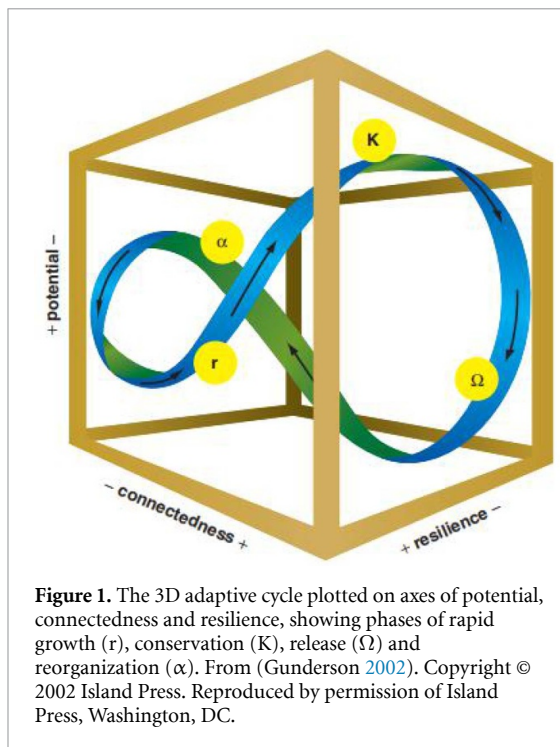 K
α
+ potential –
r
Ω
– connectedness +
+ resilience –
Figure 1. The 3D adaptive cycle plotted on axes of potential,
connectedness and resilience, showing phases of rapid
growth (r), conservation (K), release (Ω) and
reorganization (α). From (Gunderson 2002). Copyright ©
2002 Island Press. Reproduced by permission of Island
Press, Washington, DC.